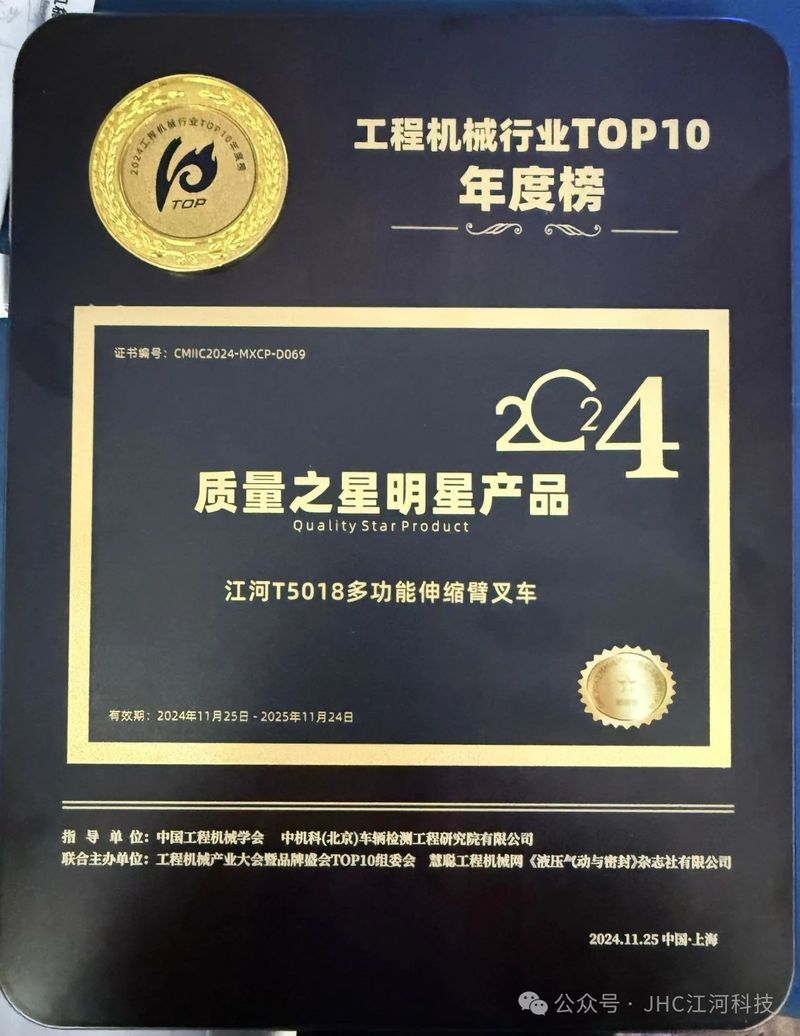 2024工程机械行业TOP10年度榜
TOP
工程机械行业TOP10
年度榜
证书编号：CMIIC2024-MXCP-D069
2024
质量之星明星产品
Quality Star Product
江河T5018多功能伸缩臂叉车
有效期：2024年11月25日-2025年11月24日
指 导 单 位：中国工程机械学会 中机科(北京)车辆检测工程研究院有限公司
联合主办单位：工程机械产业大会暨品牌盛会TOP10组委会 慧聪工程机械网《液压气动与密封》杂志社有限公司
2024.11.25 中国·上海
公众号·JHC江河科技